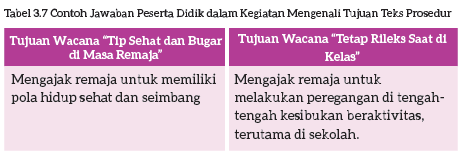 Tabel 3.7 Contoh Jawaban Peserta Didik dalam Kegiatan Mengenali Tujuan Teks Prosedur
Tujuan Wacana “Tip Sehat dan Bugar
di Masa Remaja”
Tujuan Wacana “Tetap Rileks Saat di
Kelas”
Mengajak remaja untuk memiliki
pola hidup sehat dan seimbang
Mengajak remaja untuk
melakukan peregangan di tengah-
tengah kesibukan beraktivitas,
terutama di sekolah.